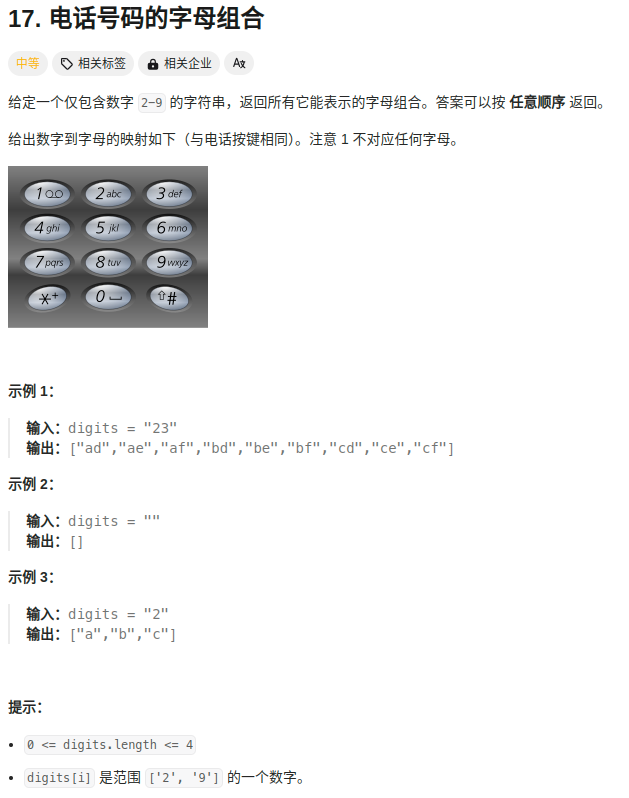 17. 电话号码的字母组合
中等 相关标签 相关企业 Ax
给定一个仅包含数字 2-9 的字符串，返回所有它能表示的字母组合。答案可以按 任意顺序 返回。
给出数字到字母的映射如下（与电话按键相同）。注意 1 不对应任何字母。
1 2 abc 3 def
4 ghi 5 jkl 6 mno
7 pqrs 8 tuv 9 wxyz
* + 0 ⇧ #
示例 1：
输入：digits = "23"
输出：["ad","ae","af","bd","be","bf","cd","ce","cf"]
示例 2：
输入：digits = ""
输出：[]
示例 3：
输入：digits = "2"
输出：["a","b","c"]
提示：
• 0 <= digits.length <= 4
• digits[i] 是范围 ['2', '9'] 的一个数字。